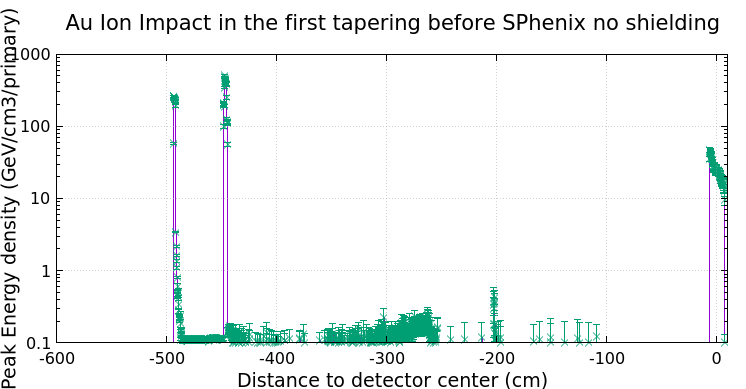 Au Ion Impact in the first tapering before SPhenix no shielding
Peak Energy density (GeV/cm3/primary)
1000
100
10
1
0.1
-600 -500 -400 -300 -200 -100 0
Distance to detector center (cm)